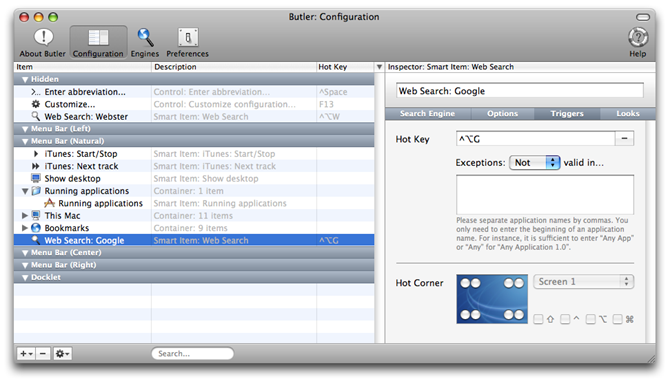 Butler: Configuration
About Butler
Configuration
Engines
Preferences
Help
Item
Description
Hot Key
Inspector: Smart Item: Web Search
Hidden
Enter abbreviation... Control: Enter abbreviation... ^Space
Customize... Control: Customize configuration... F13
Web Search: Webster Smart Item: Web Search ^⌥W
Menu Bar (Left)
Menu Bar (Natural)
iTunes: Start/Stop Smart Item: iTunes: Start/Stop
iTunes: Next track Smart Item: iTunes: Next track
Show desktop Smart Item: Show desktop
Running applications Container: 1 item
Running applications Smart Item: Running applications
This Mac Container: 11 items
Bookmarks Container: 9 items
Web Search: Google Smart Item: Web Search ^⌥G
Menu Bar (Center)
Menu Bar (Right)
Docklet
Search...
Web Search: Google
Search Engine
Options
Triggers
Looks
Hot Key
^⌥G
Exceptions: Not valid in...
Please separate application names by commas. You
only need to enter the beginning of an application
name. For instance, it is sufficient to enter "Any App"
or "Any" for "Any Application 1.0".
Hot Corner
Screen 1
⇧ ^ ⌥ ⌘